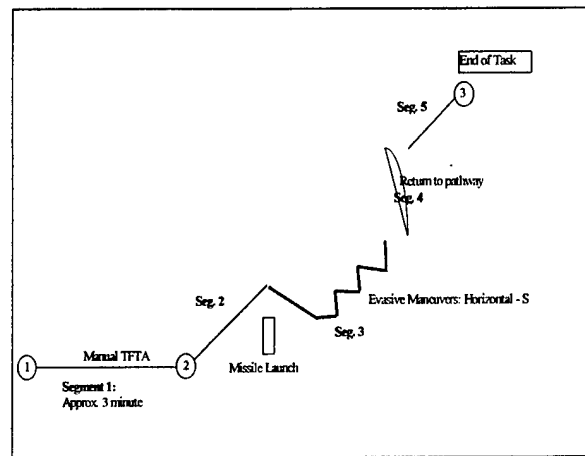 End of Task
3
Seg. 5
Return to pathway
Seg. 4
Seg. 2
Evasive Maneuvers: Horizontal - S
Seg. 3
Manual TFTA
Missile Launch
1
2
Segment 1:
Approx. 3 minute